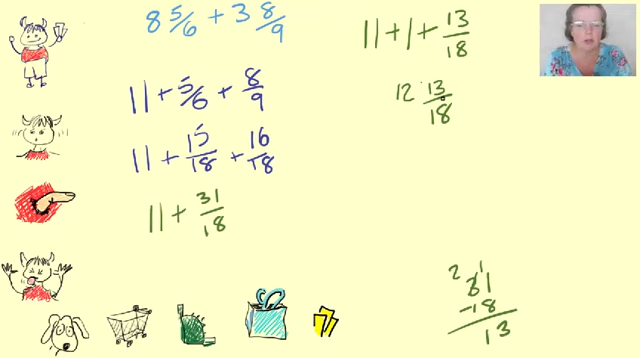 8 5/6 + 3 8/9
11 + 5/6 + 8/9
11 + 15/18 + 16/18
11 + 31/18
11 + 1 + 13/18
12 13/18
2 1
31
-18
13